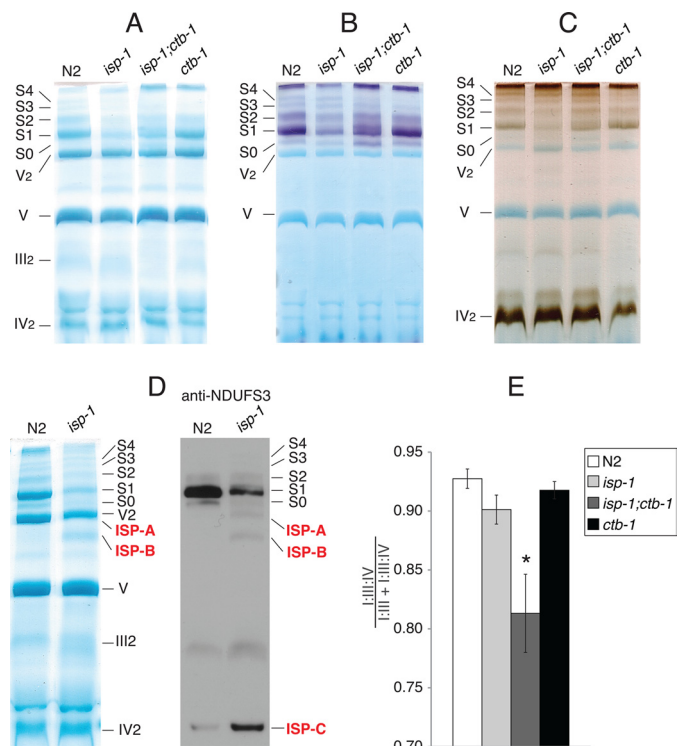 A
N2 isp-1 isp-1;ctb-1 ctb-1
S4
S3
S2
S1
S0
V2
V
III2
IV2
B
N2 isp-1 isp-1;ctb-1 ctb-1
S4
S3
S2
S1
S0
V2
V
C
N2 isp-1 isp-1;ctb-1 ctb-1
S4
S3
S2
S1
S0
V2
V
IV2
D
N2 isp-1
S4
S3
S2
S1
S0
V2
ISP-A
ISP-B
V
III2
IV2
anti-NDUFS3
N2 isp-1
S4
S3
S2
S1
S0
ISP-A
ISP-B
ISP-C
E
I:III:IV
I:III + I:III:IV
0.95
0.90
0.85
0.80
0.75
0.70
*
N2
isp-1
isp-1;ctb-1
ctb-1